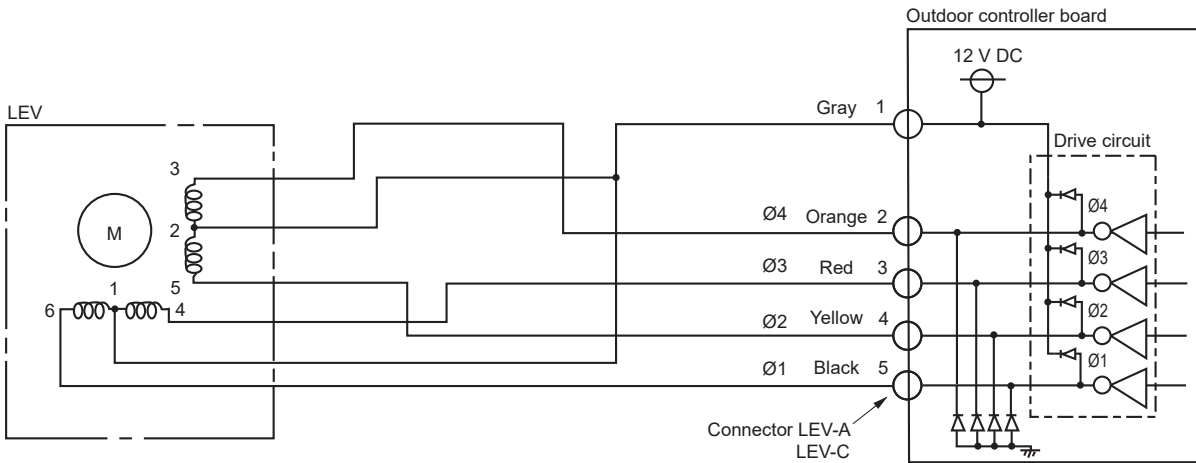 Outdoor controller board
12 V DC
LEV
Gray 1
Drive circuit
3
Ø4 Orange 2
Ø4
M
2
Ø3 Red 3
Ø3
5
1
6
4
Ø2 Yellow 4
Ø2
Ø1 Black 5
Ø1
Connector LEV-A
LEV-C